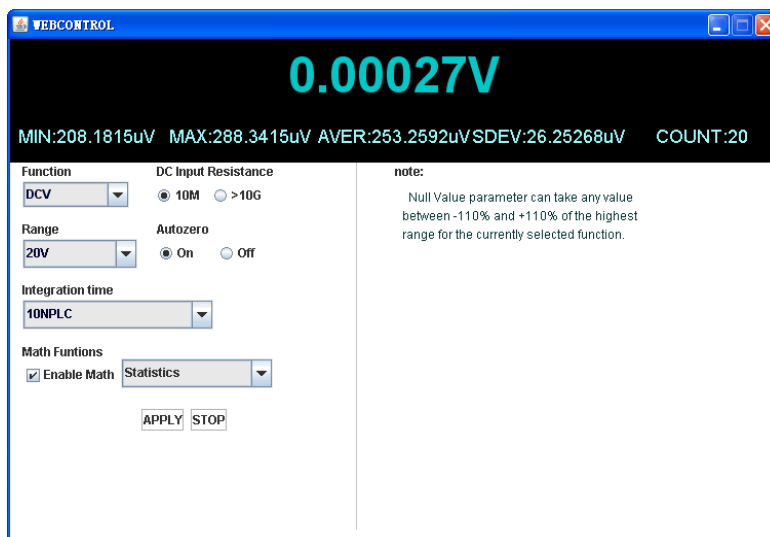 WEBCONTROL
0.00027V
MIN:208.1815uV MAX:288.3415uV AVER:253.2592uV SDEV:26.25268uV COUNT:20
Function
DCV
DC Input Resistance
10M >10G
Range
20V
Autozero
On Off
Integration time
10NPLC
Math Funtions
Enable Math Statistics
APPLY STOP
note:
Null Value parameter can take any value
between -110% and +110% of the highest
range for the currently selected function.